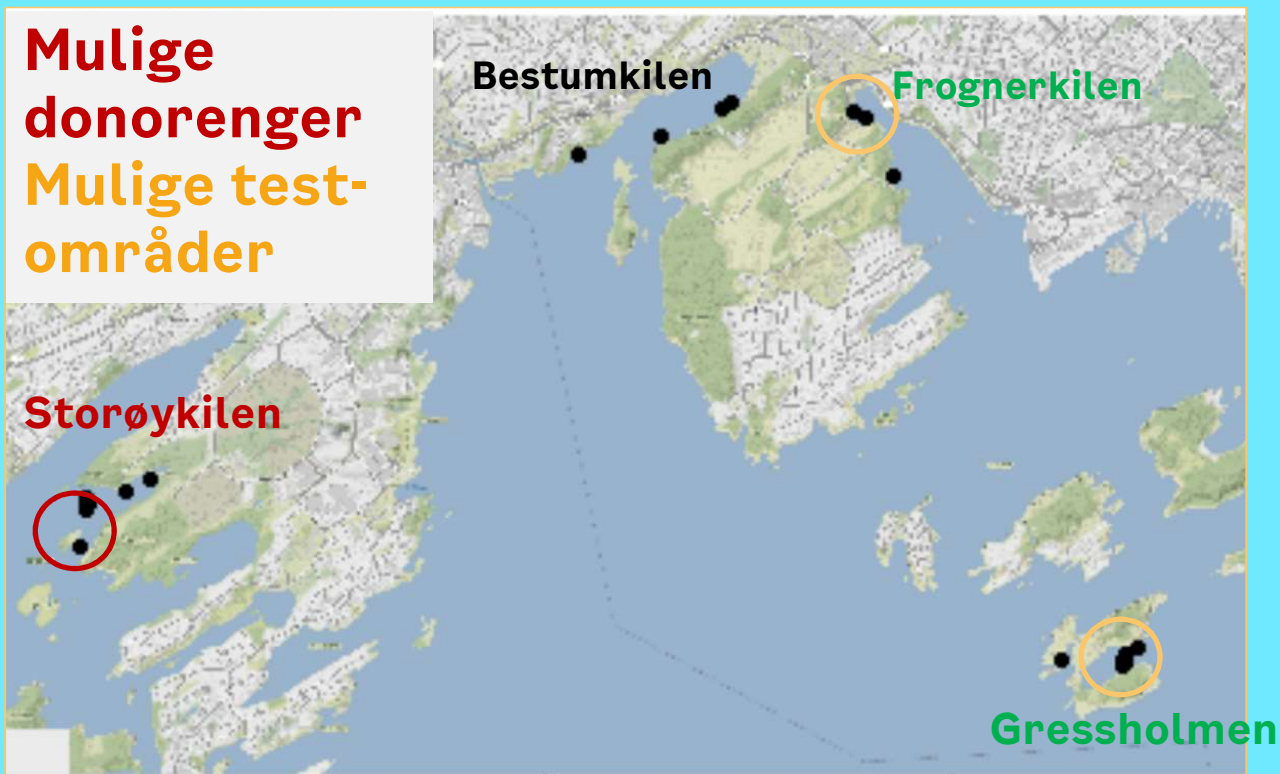 Mulige
donorenger
Mulige test-
områder
Bestumkilen
Frognerkilen
Storøykilen
Gressholmen